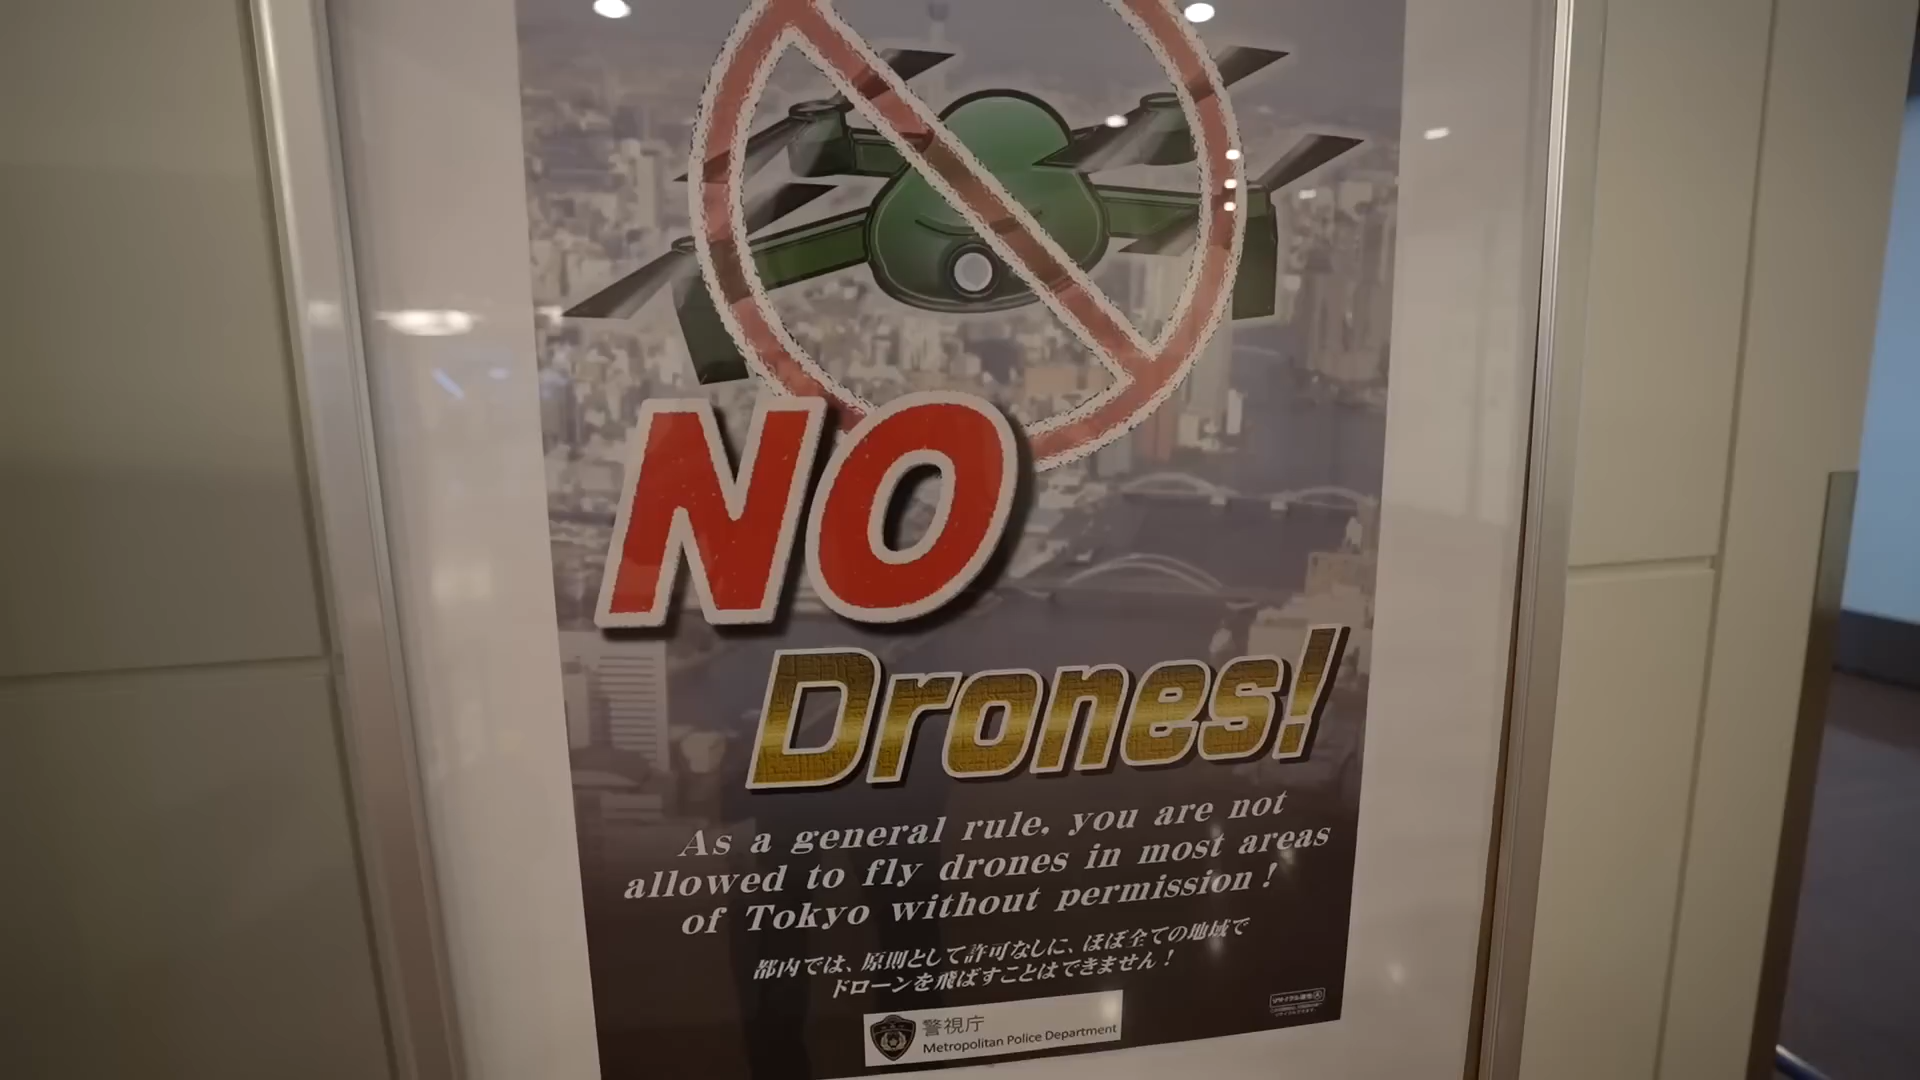 NO
Drones!
As a general rule, you are not
allowed to fly drones in most areas
of Tokyo without permission!
都内では、原則として許可なしに、ほぼ全ての地域で
ドローンを飛ばすことはできません!
警視庁
Metropolitan Police Department